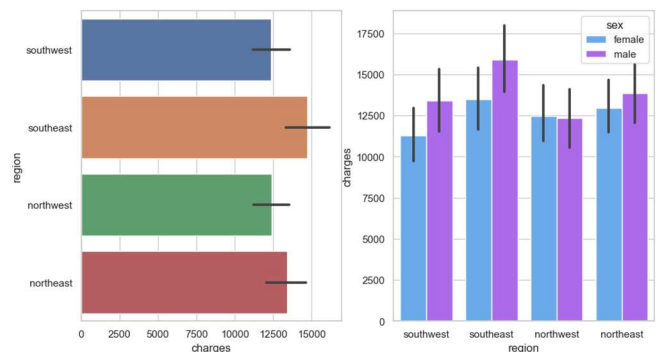 southwest
southeast
northwest
northeast
region
0 2500 5000 7500 10000 12500 15000
charges
17500
15000
12500
10000
7500
5000
2500
0
charges
sex
female
male
southwest southeast northwest northeast
region